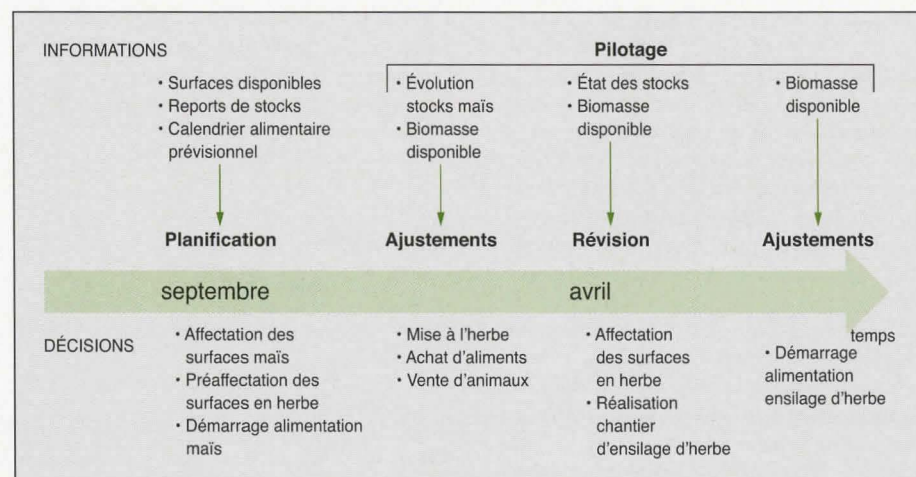 INFORMATIONS
Pilotage
• Surfaces disponibles
• Reports de stocks
• Calendrier alimentaire
prévisionnel
• Évolution
stocks maïs
• Biomasse
disponible
• État des stocks
• Biomasse
disponible
• Biomasse
disponible
Planification
Ajustements
Révision
Ajustements
septembre
avril
temps
DÉCISIONS
• Affectation des
surfaces maïs
• Préaffectation des
surfaces en herbe
• Démarrage alimentation
maïs
• Mise à l'herbe
• Achat d'aliments
• Vente d'animaux
• Affectation
des surfaces
en herbe
• Réalisation
chantier
d'ensilage d'herbe
• Démarrage
alimentation
ensilage d'herbe